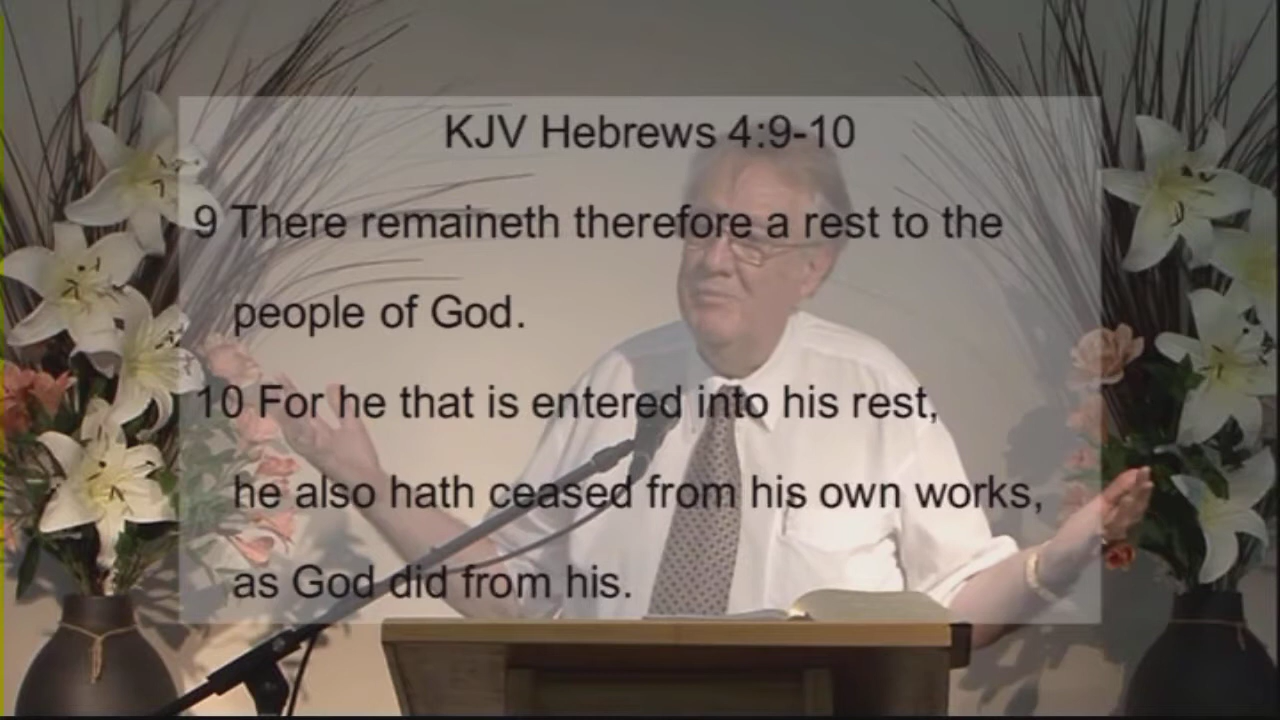 KJV Hebrews 4:9-10
9 There remaineth therefore a rest to the
people of God.
10 For he that is entered into his rest,
he also hath ceased from his own works,
as God did from his.